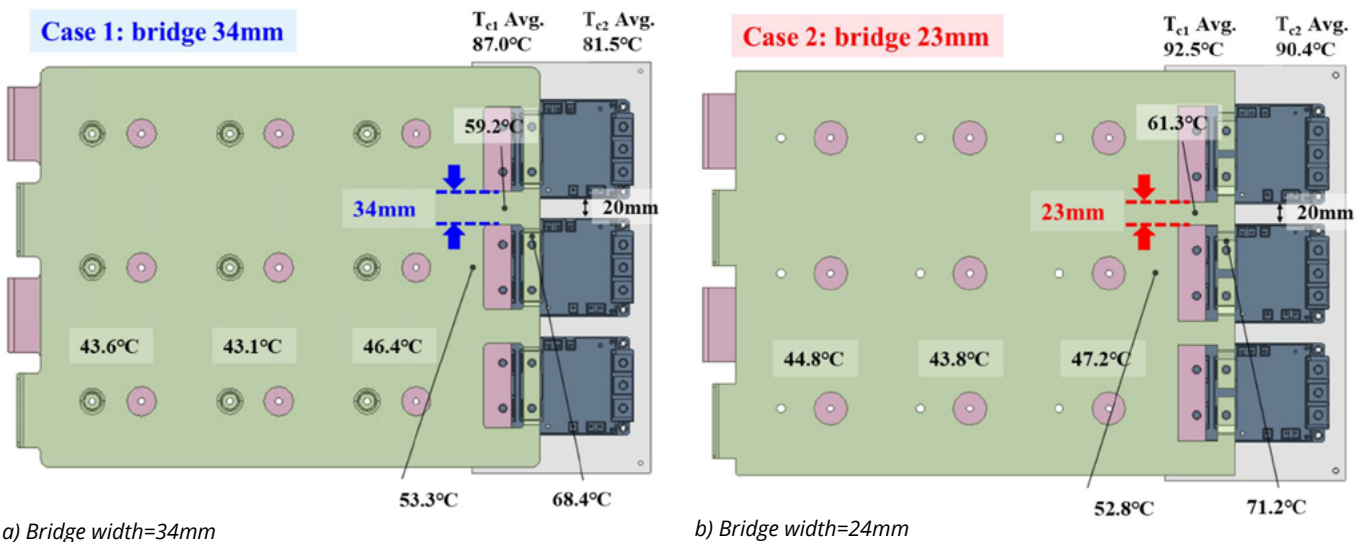 Case 1: bridge 34mm
Tc1 Avg.
87.0°C
Tc2 Avg.
81.5°C
59.2°C
34mm
20mm
43.6°C
43.1°C
46.4°C
53.3°C
68.4°C
a) Bridge width=34mm
Case 2: bridge 23mm
Tc1 Avg.
92.5°C
Tc2 Avg.
90.4°C
61.3°C
23mm
20mm
44.8°C
43.8°C
47.2°C
52.8°C
71.2°C
b) Bridge width=24mm